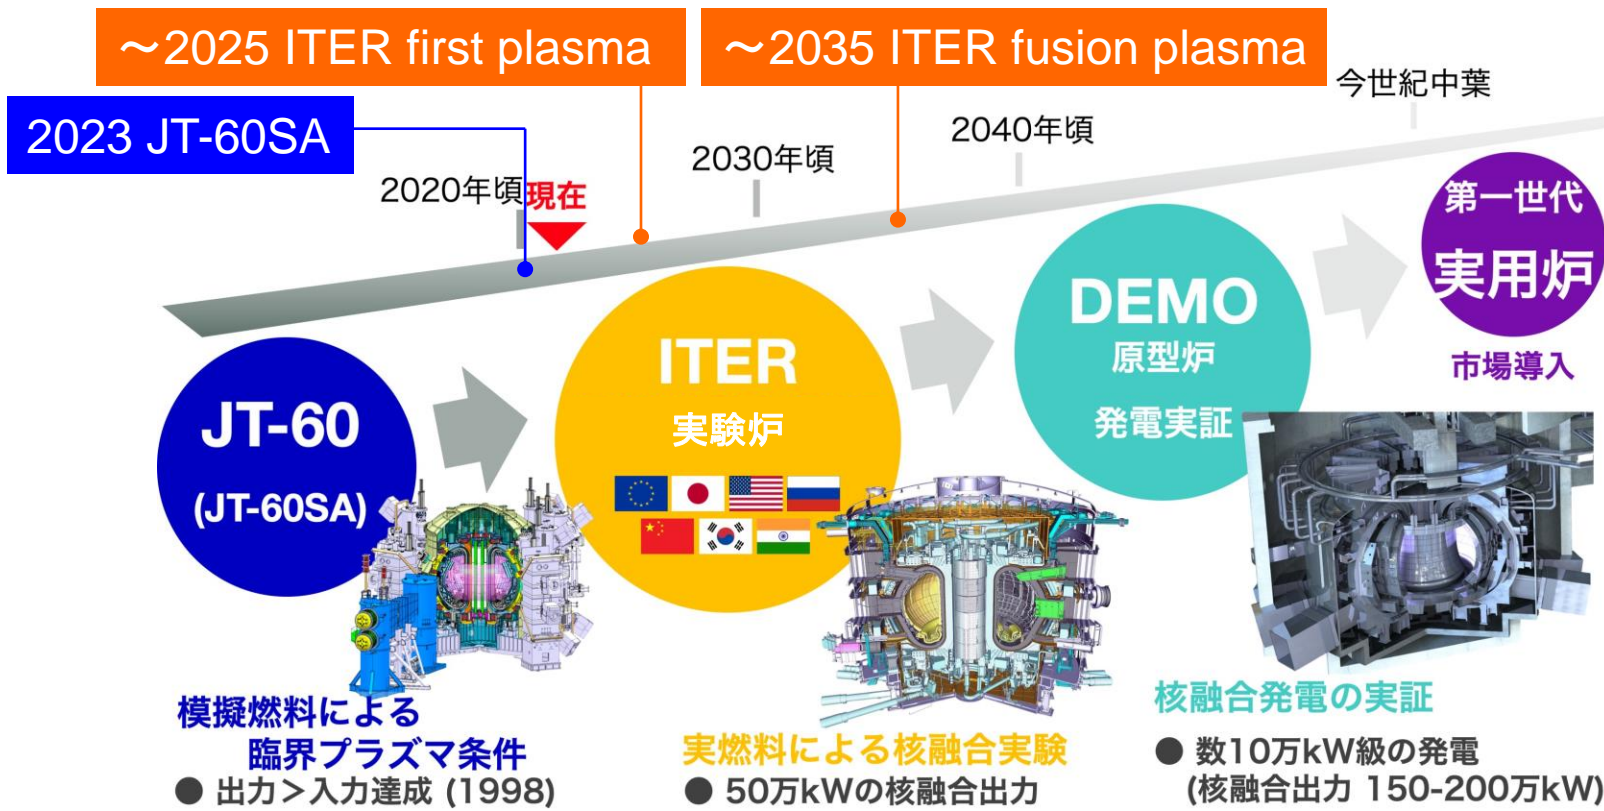 ～2025 ITER first plasma
～2035 ITER fusion plasma
2023 JT-60SA
2020年頃
現在
2030年頃
2040年頃
今世紀中葉
JT-60
(JT-60SA)
ITER
実験炉
DEMO
原型炉
発電実証
第一世代
実用炉
市場導入
模擬燃料による
臨界プラズマ条件
● 出力＞入力達成 (1998)
実燃料による核融合実験
● 50万kWの核融合出力
核融合発電の実証
● 数10万kW級の発電
(核融合出力 150-200万kW)